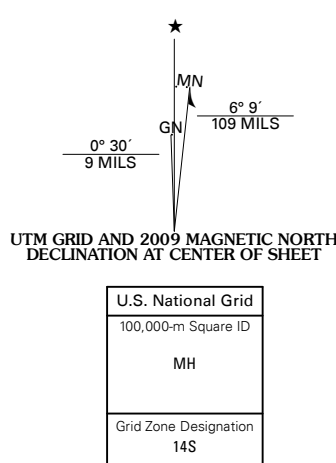 ★
MN
GN
6° 9´
109 MILS
0° 30´
9 MILS
UTM GRID AND 2009 MAGNETIC NORTH
DECLINATION AT CENTER OF SHEET
U.S. National Grid
100,000-m Square ID
MH
Grid Zone Designation
14S